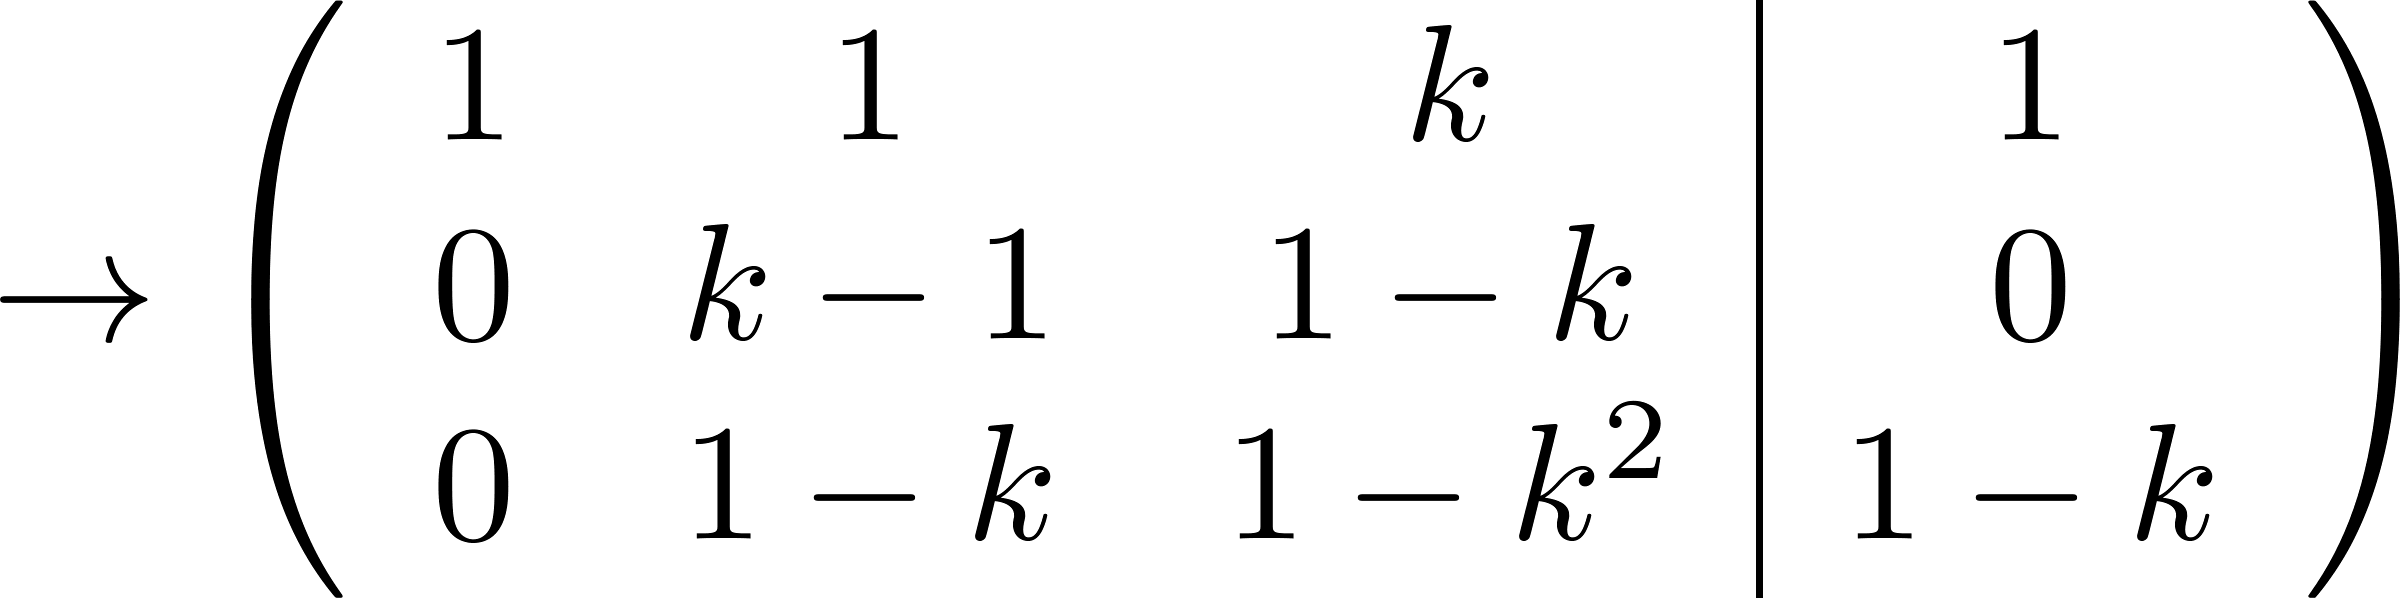 → ( 1 1 k | 1
0 k − 1 1 − k | 0
0 1 − k 1 − k² | 1 − k )